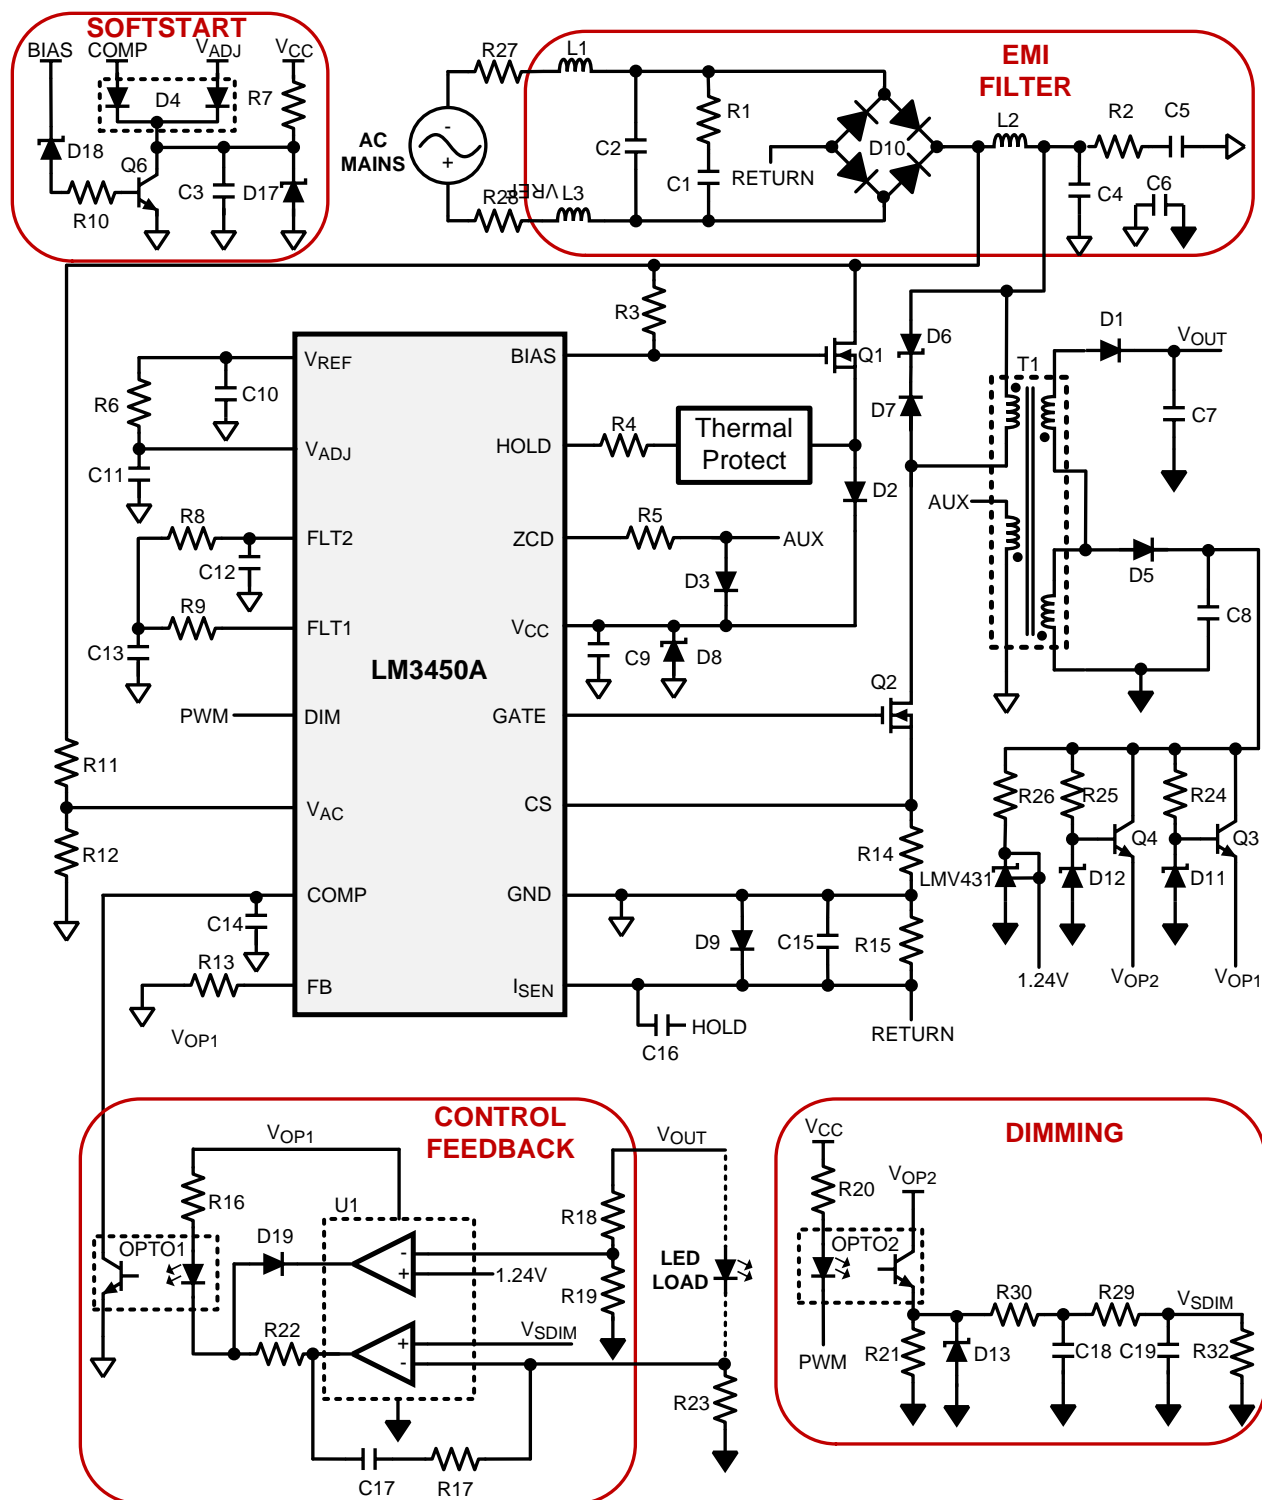 SOFTSTART
BIAS COMP VADJ VCC
D4 R7
D18 Q6 C3 D17
R10
EMI
FILTER
R27 L1
AC
MAINS
-
+
C2 R1 C1
RETURN
D10
L2 R2 C5
C4 C6
R28 VREF L3
R3
LM3450A
VREF
VADJ
FLT2
FLT1
DIM
VAC
COMP
FB
BIAS
HOLD
ZCD
VCC
GATE
CS
GND
ISEN
R6 C10
C11
R8 C12
R9 C13
PWM
R11
R12
C14
R13
VOP1
Q1
R4
Thermal
Protect
D2
R5 AUX
D3
C9 D8
D6
D7
Q2
R14
D9 C15 R15
C16 HOLD
RETURN
T1
AUX
D1 VOUT
C7
D5 C8
R26 R25 R24
Q4 Q3
LMV431 D12 D11
1.24V VOP2 VOP1
CONTROL
FEEDBACK
VOP1
R16
U1
D19
OPTO1
R22
-
+
1.24V
+
-
VSDIM
R18
R19
C17 R17
VOUT
LED
LOAD
R23
DIMMING
VCC
R20
VOP2
OPTO2
PWM
R21 D13
R30 R29
VSDIM
C18 C19 R32